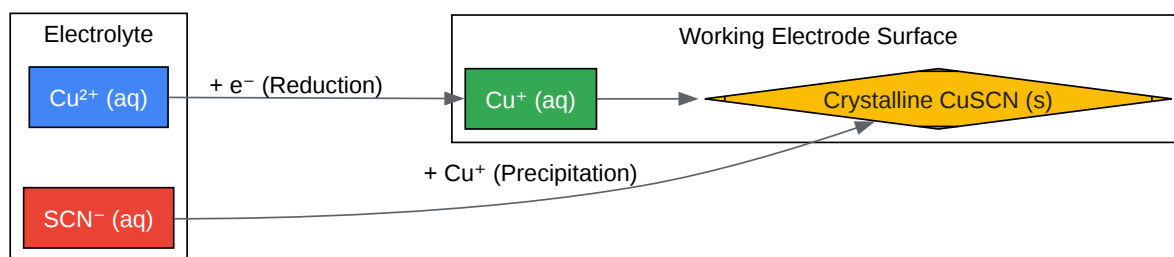 Electrolyte
Working Electrode Surface
Cu²⁺ (aq)
+ e⁻ (Reduction)
Cu⁺ (aq)
Crystalline CuSCN (s)
+ Cu⁺ (Precipitation)
SCN⁻ (aq)